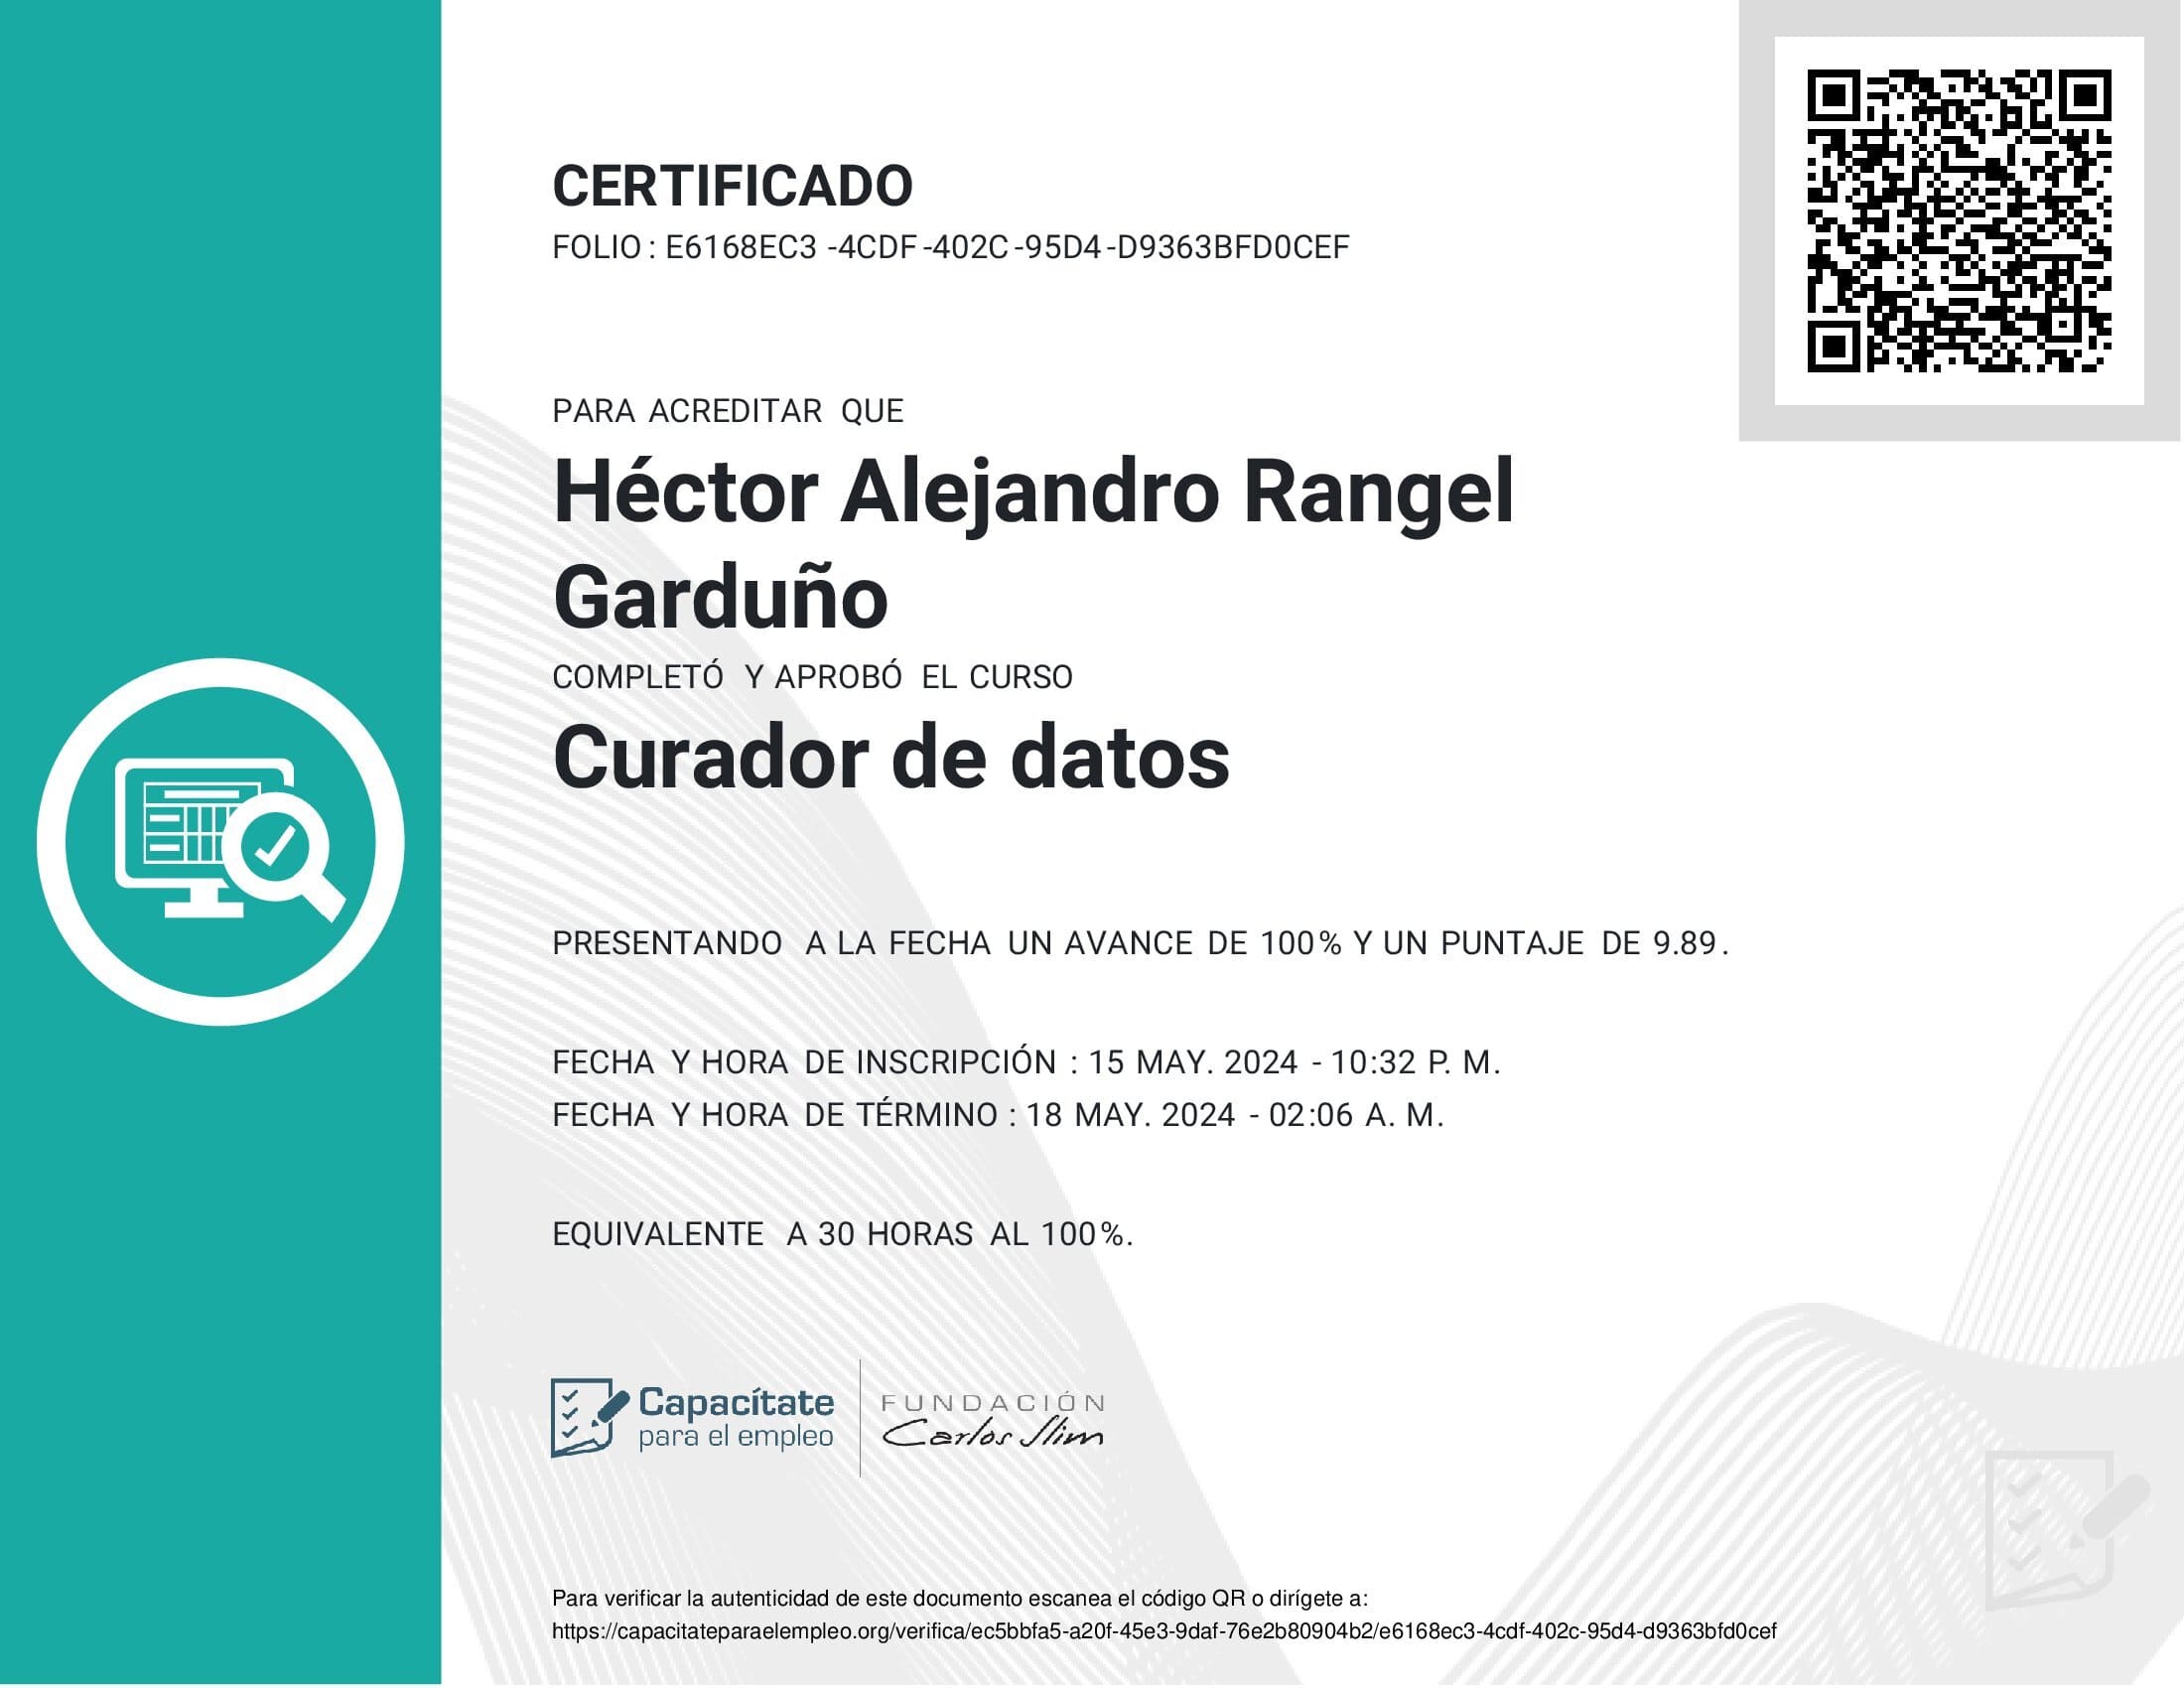 CERTIFICADO
FOLIO : E6168EC3 -4CDF -402C -95D4 -D9363BFD0CEF
PARA ACREDITAR QUE
Héctor Alejandro Rangel
Garduño
COMPLETÓ Y APROBÓ EL CURSO
Curador de datos
PRESENTANDO A LA FECHA UN AVANCE DE 100% Y UN PUNTAJE DE 9.89.
FECHA Y HORA DE INSCRIPCIÓN : 15 MAY. 2024 - 10:32 P. M.
FECHA Y HORA DE TÉRMINO : 18 MAY. 2024 - 02:06 A. M.
EQUIVALENTE A 30 HORAS AL 100%.
Capacítate
para el empleo
FUNDACIÓN
Carlos Slim
Para verificar la autenticidad de este documento escanea el código QR o dirígete a:
https://capacitateparaelempleo.org/verifica/ec5bbfa5-a20f-45e3-9daf-76e2b80904b2/e6168ec3-4cdf-402c-95d4-d9363bfd0cef